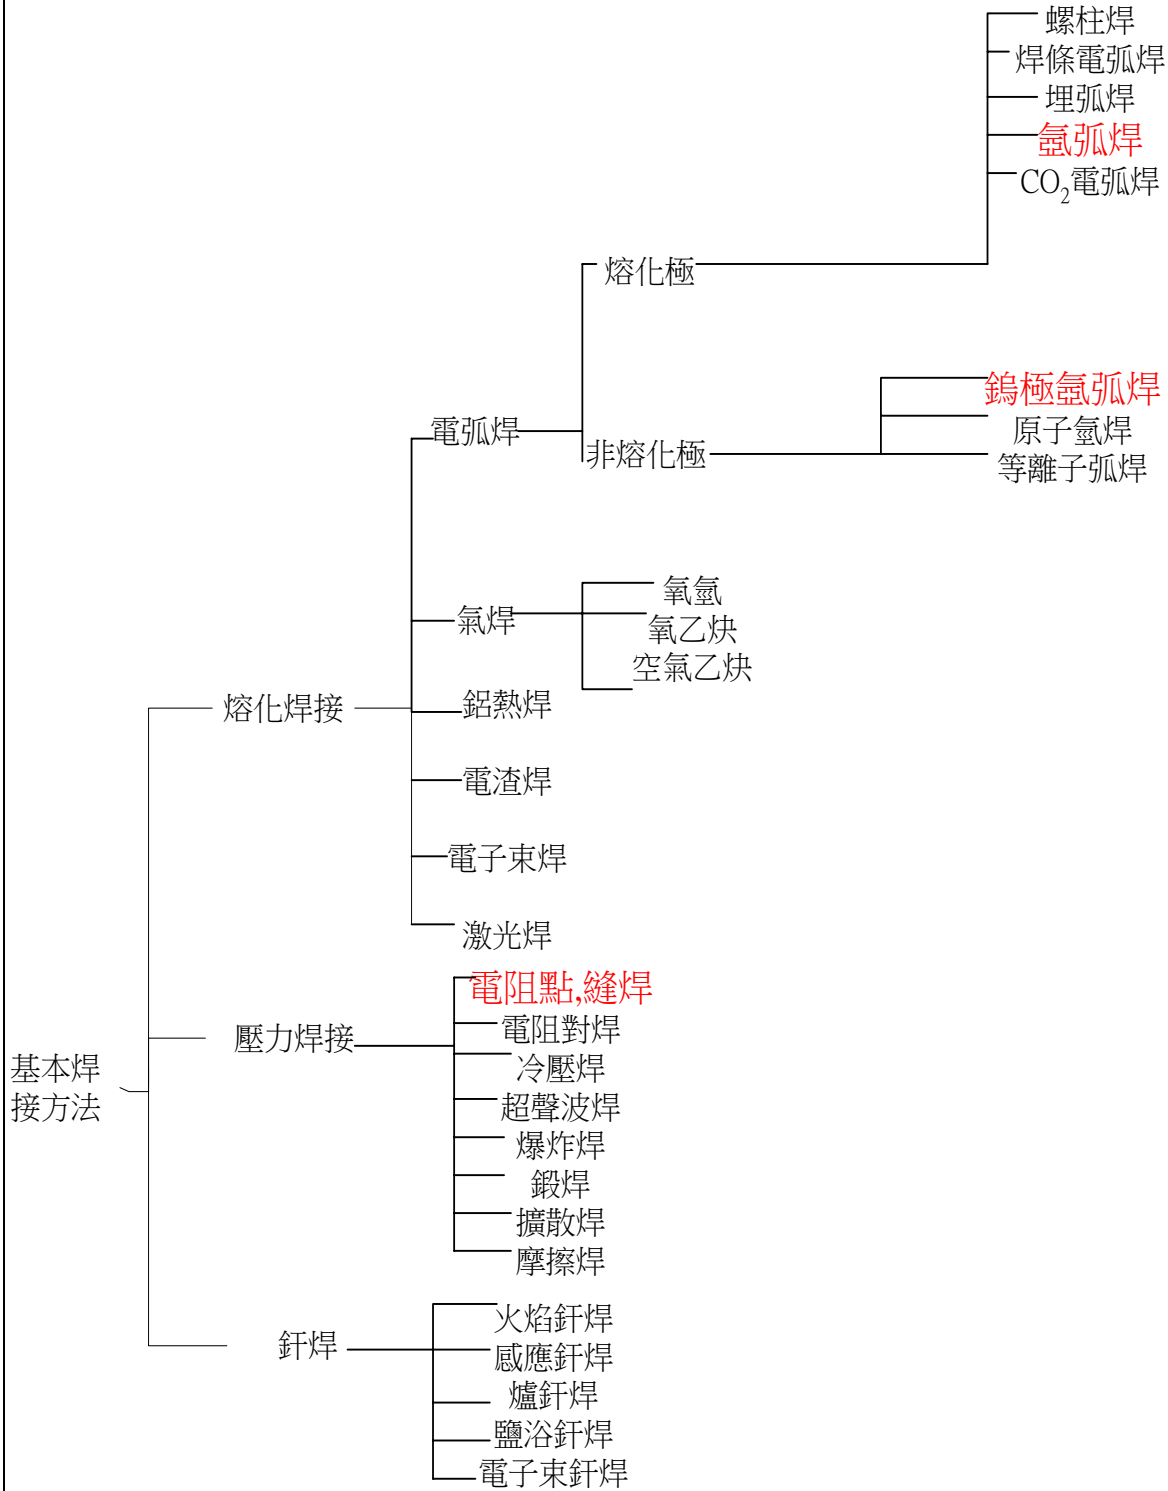 螺柱焊
焊條電弧焊
埋弧焊
氬弧焊
CO₂電弧焊
熔化極
鎢極氬弧焊
電弧焊
原子氫焊
非熔化極
等離子弧焊
氧氫
氣焊
氧乙炔
空氣乙炔
鋁熱焊
熔化焊接
電渣焊
電子束焊
激光焊
電阻點,縫焊
電阻對焊
壓力焊接
冷壓焊
基本焊
接方法
超聲波焊
爆炸焊
鍛焊
擴散焊
摩擦焊
火焰釬焊
釬焊
感應釬焊
爐釬焊
鹽浴釬焊
電子束釬焊